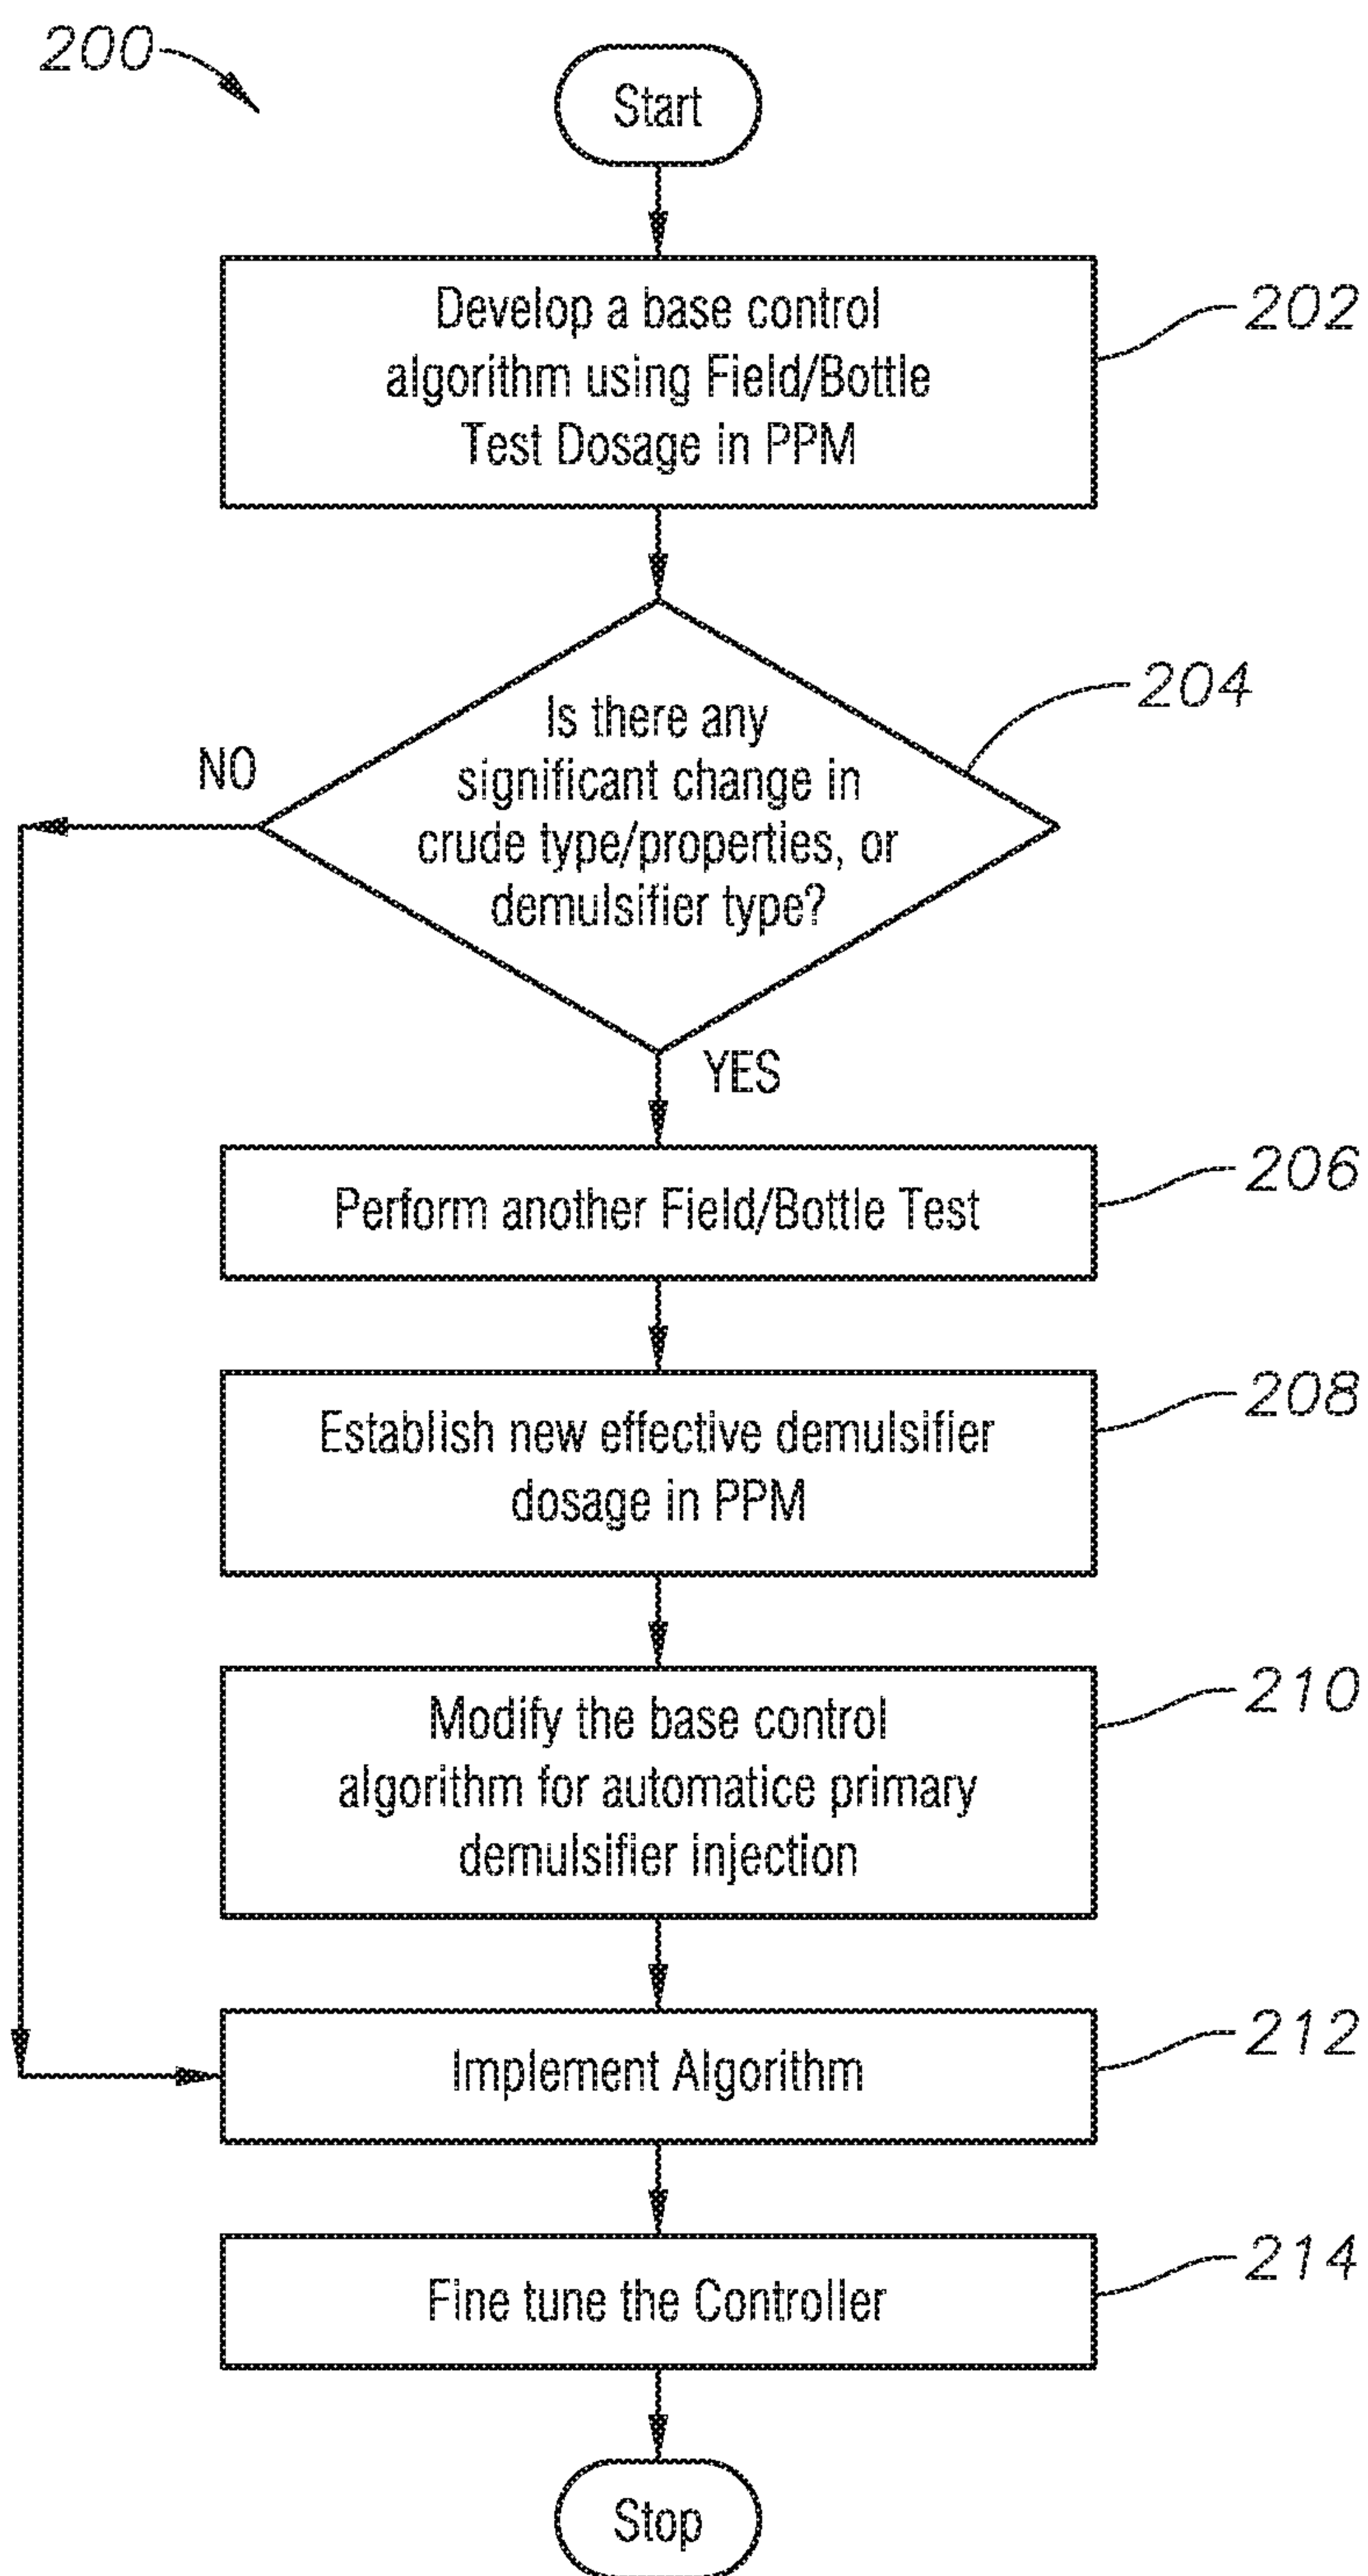 200
Start
Develop a base control
algorithm using Field/Bottle
Test Dosage in PPM
202
Is there any
significant change in
crude type/properties, or
demulsifier type?
204
NO
YES
Perform another Field/Bottle Test
206
Establish new effective demulsifier
dosage in PPM
208
Modify the base control
algorithm for automatice primary
demulsifier injection
210
Implement Algorithm
212
Fine tune the Controller
214
Stop